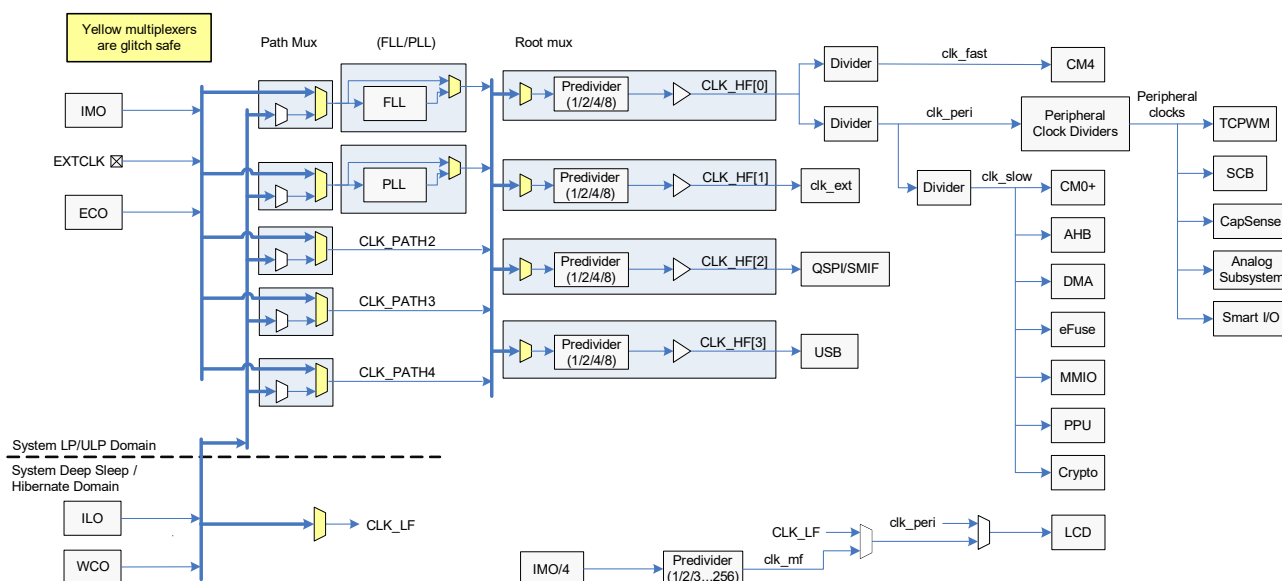 Yellow multiplexers
are glitch safe
Path Mux
(FLL/PLL)
Root mux
IMO
EXTCLK
ECO
FLL
PLL
CLK_PATH2
CLK_PATH3
CLK_PATH4
Predivider
(1/2/4/8)
CLK_HF[0]
Predivider
(1/2/4/8)
CLK_HF[1]
clk_ext
Predivider
(1/2/4/8)
CLK_HF[2]
QSPI/SMIF
Predivider
(1/2/4/8)
CLK_HF[3]
USB
Divider
clk_fast
CM4
Divider
clk_peri
Peripheral
Clock Dividers
Peripheral
clocks
TCPWM
SCB
CapSense
Analog
Subsystem
Smart I/O
Divider
clk_slow
CM0+
AHB
DMA
eFuse
MMIO
PPU
Crypto
System LP/ULP Domain
System Deep Sleep /
Hibernate Domain
ILO
WCO
CLK_LF
IMO/4
Predivider
(1/2/3...256)
clk_mf
CLK_LF
clk_peri
LCD